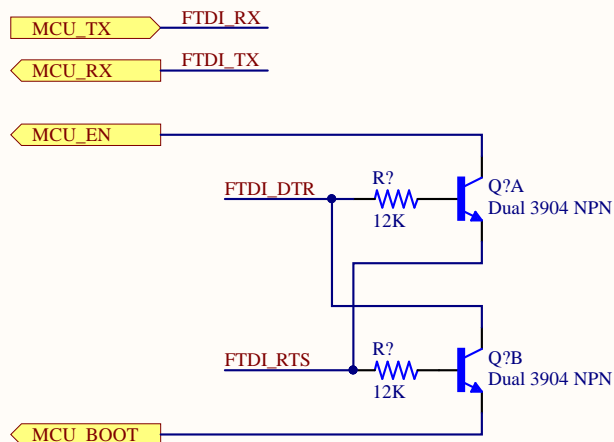 MCU_TX FTDI_RX
MCU_RX FTDI_TX
MCU_EN
FTDI_DTR
R?
12K
Q?A
Dual 3904 NPN
FTDI_RTS
R?
12K
Q?B
Dual 3904 NPN
MCU_BOOT